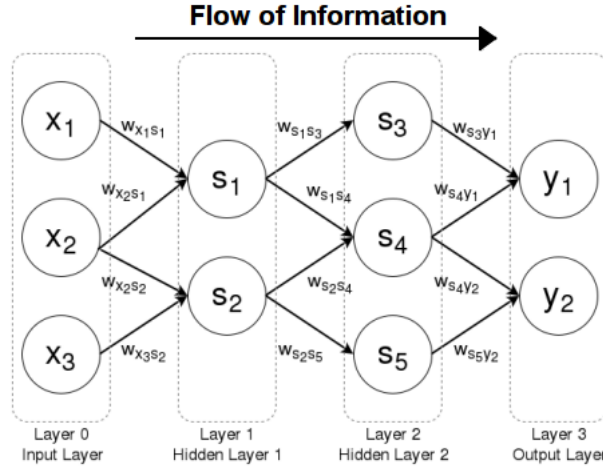 Flow of Information
x1
x2
x3
wx1s1
wx2s1
wx2s2
wx3s2
s1
s2
ws1s3
ws1s4
ws2s4
ws2s5
s3
s4
s5
ws3y1
ws4y1
ws4y2
ws5y2
y1
y2
Layer 0
Input Layer
Layer 1
Hidden Layer 1
Layer 2
Hidden Layer 2
Layer 3
Output Layer